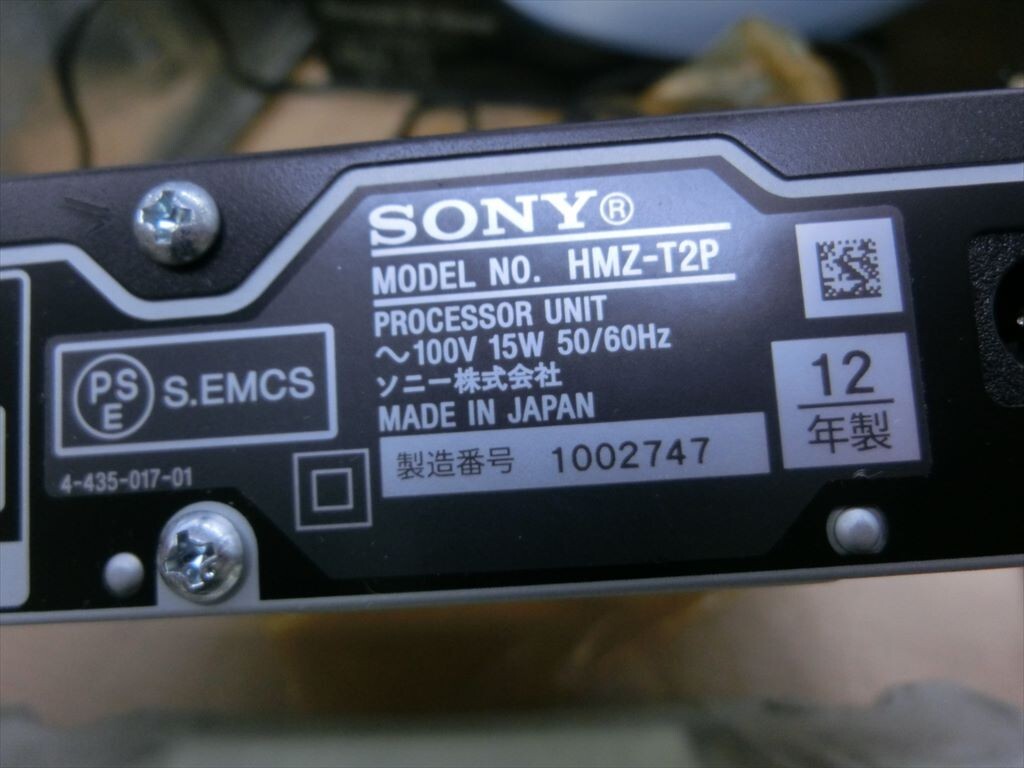 SONY®
MODEL NO. HMZ-T2P
PROCESSOR UNIT
～100V 15W 50/60Hz
ソニー株式会社
MADE IN JAPAN
製造番号 1002747
PS
E
S.EMCS
4-435-017-01
12
年製